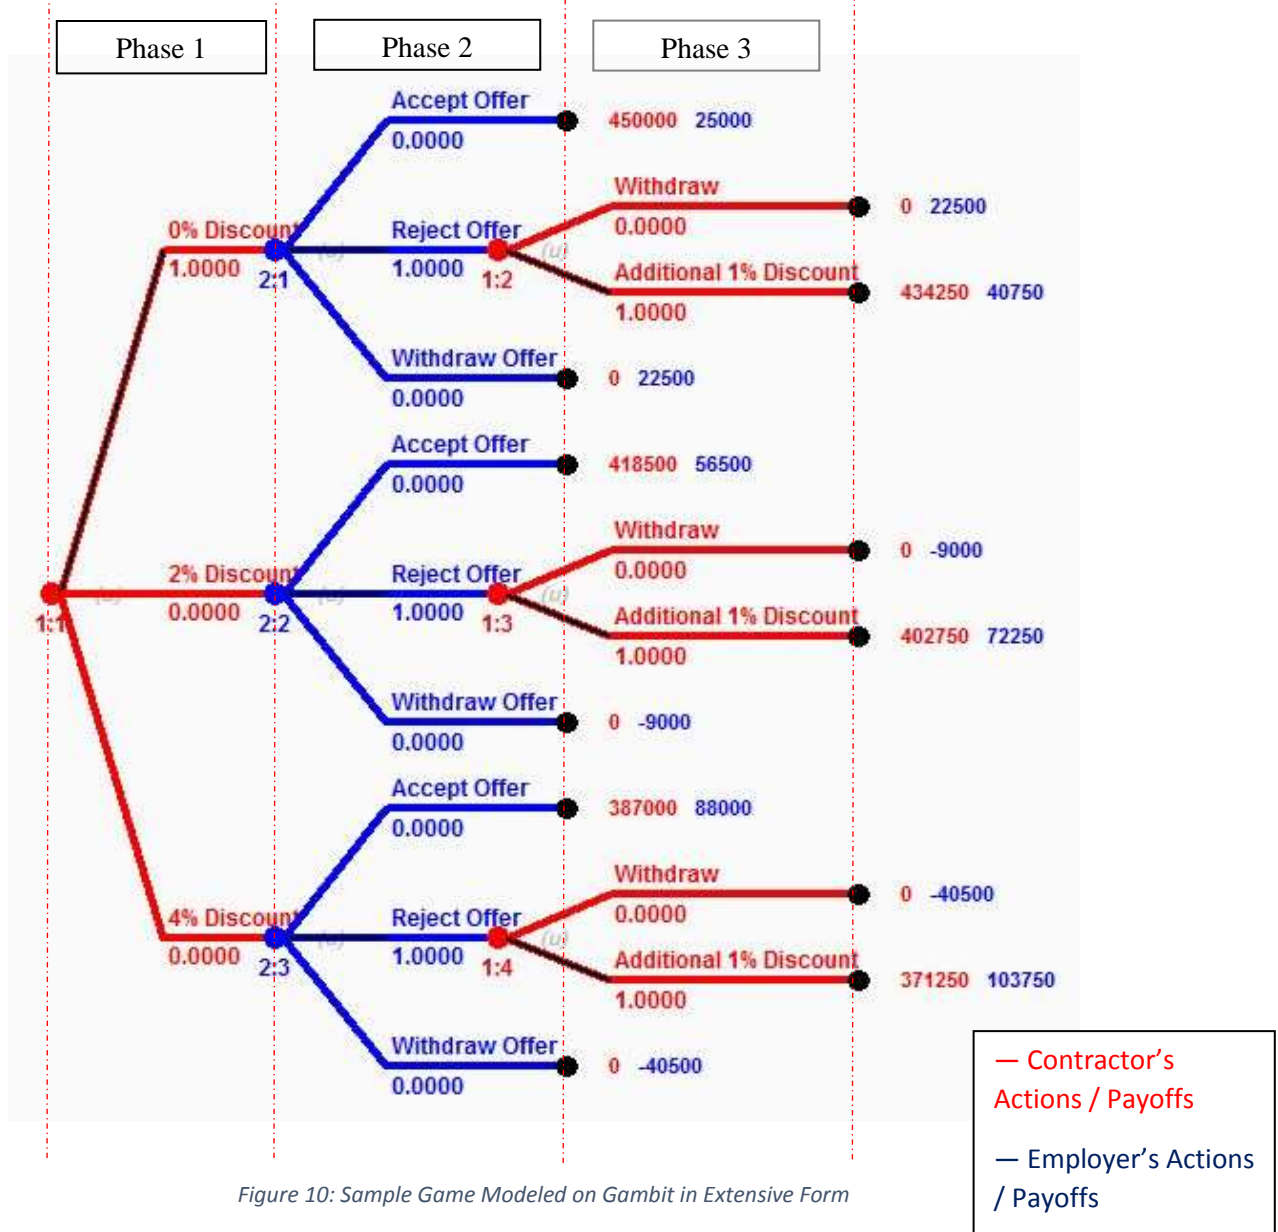 Phase 1 Phase 2 Phase 3
Accept Offer
0.0000
450000 25000
Withdraw
0.0000
0 22500
0% Discount
1.0000
2:1
(u)
Reject Offer
1.0000
1:2
(u)
Additional 1% Discount
1.0000
434250 40750
Withdraw Offer
0.0000
0 22500
Accept Offer
0.0000
418500 56500
Withdraw
0.0000
0 -9000
1:1
(u)
2% Discount
0.0000
2:2
(u)
Reject Offer
1.0000
1:3
(u)
Additional 1% Discount
1.0000
402750 72250
Withdraw Offer
0.0000
0 -9000
Accept Offer
0.0000
387000 88000
Withdraw
0.0000
0 -40500
4% Discount
0.0000
2:3
(u)
Reject Offer
1.0000
1:4
(u)
Additional 1% Discount
1.0000
371250 103750
Withdraw Offer
0.0000
0 -40500
— Contractor's
Actions / Payoffs
— Employer's Actions
/ Payoffs
Figure 10: Sample Game Modeled on Gambit in Extensive Form